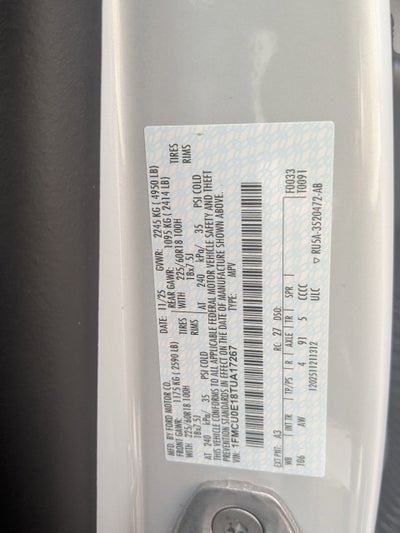 MFD. BY FORD MOTOR CO.
DATE: 11/25 GVWR: 2245 KG ( 4950 LB)
FRONT GAWR: 1175 KG ( 2590 LB) REAR GAWR: 1095 KG ( 2414 LB)
225/60R18 100H TIRES WITH 225/60R18 100H TIRES
18x7.5J RIMS 18x7.5J RIMS
AT 240 kPa/ 35 PSI COLD AT 240 kPa/ 35 PSI COLD
THIS VEHICLE CONFORMS TO ALL APPLICABLE FEDERAL MOTOR VEHICLE SAFETY AND THEFT
PREVENTION STANDARDS IN EFFECT ON THE DATE OF MANUFACTURE SHOWN ABOVE.
VIN: 1FMCU0E18TUA17267 TYPE: MPV
F0033
T0091
EXT PNT: A3 RC: 27 DSO:
WB INT TR TP/PS R AXLE TR SPR
106 AW 4 91 5 CCCC
ULC
12025112111312 ▽ RU5A-3520472-AB